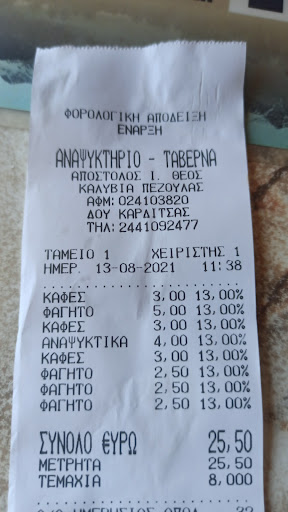 ΦΟΡΟΛΟΓΙΚΗ ΑΠΟΔΕΙΞΗ
ΕΝΑΡΞΗ
ΑΝΑΨΥΚΤΗΡΙΟ - ΤΑΒΕΡΝΑ
ΑΠΟΣΤΟΛΟΣ Ι. ΘΕΟΣ
ΚΑΛΥΒΙΑ ΠΕΖΟΥΛΑΣ
ΑΦΜ: 024103820
ΔΟΥ ΚΑΡΔΙΤΣΑΣ
ΤΗΛ: 2441092477
ΤΑΜΕΙΟ 1 ΧΕΙΡΙΣΤΗΣ 1
ΗΜΕΡ. 13-08-2021 11:38
ΚΑΦΕΣ 3,00 13,00%
ΦΑΓΗΤΟ 5,00 13,00%
ΚΑΦΕΣ 3,00 13,00%
ΑΝΑΨΥΚΤΙΚΑ 4,00 13,00%
ΚΑΦΕΣ 3,00 13,00%
ΦΑΓΗΤΟ 2,50 13,00%
ΦΑΓΗΤΟ 2,50 13,00%
ΦΑΓΗΤΟ 2,50 13,00%
ΣΥΝΟΛΟ €ΥΡΩ 25,50
ΜΕΤΡΗΤΑ 25,50
ΤΕΜΑΧΙΑ 8,000